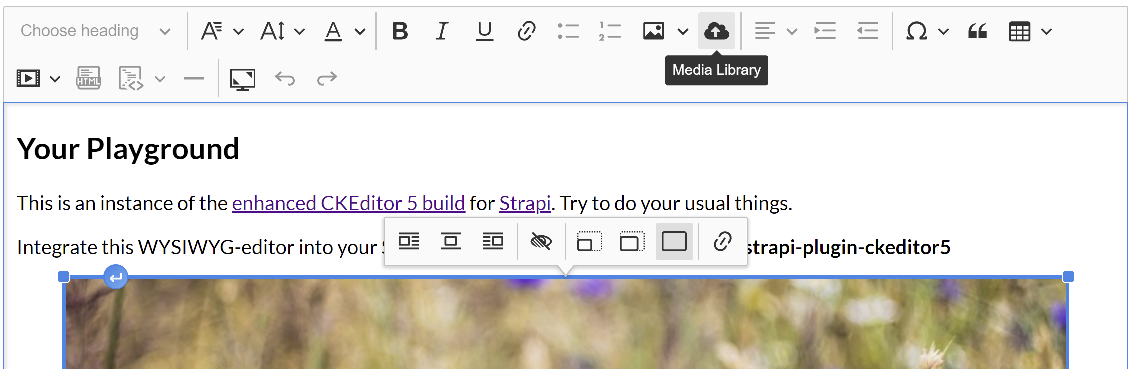 Choose heading
Media Library
HTML
Your Playground
This is an instance of the enhanced CKEditor 5 build for Strapi. Try to do your usual things.
Integrate this WYSIWYG-editor into your strapi-plugin-ckeditor5